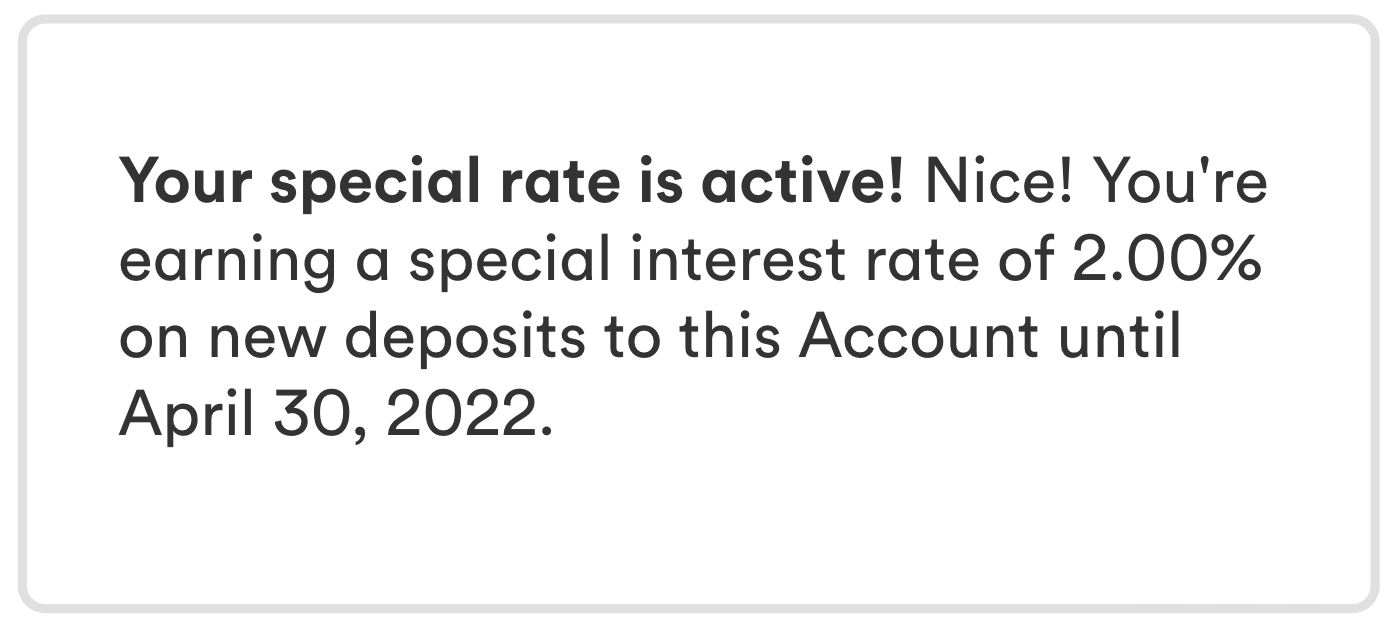 Your special rate is active! Nice! You're
earning a special interest rate of 2.00%
on new deposits to this Account until
April 30, 2022.